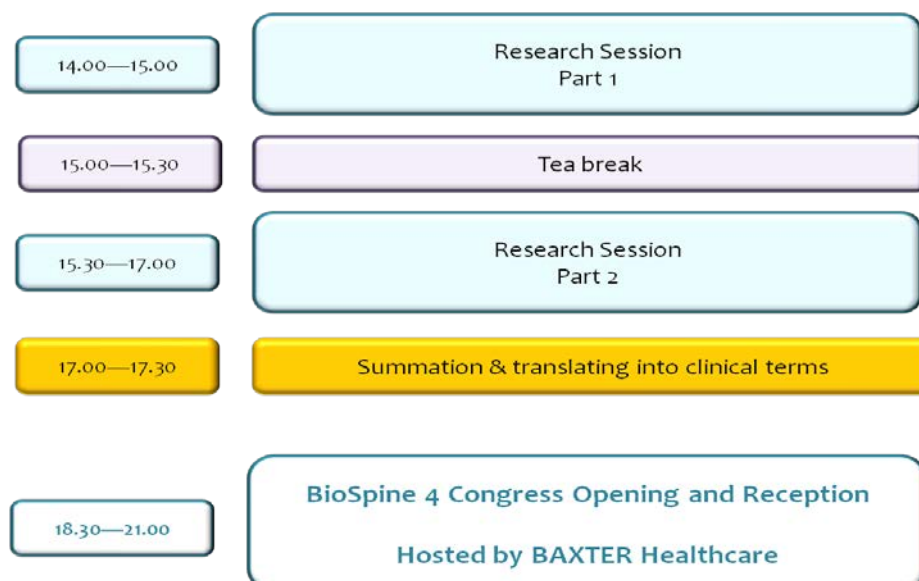 14.00—15.00
Research Session
Part 1
15.00—15.30
Tea break
15.30—17.00
Research Session
Part 2
17.00—17.30
Summation & translating into clinical terms
18.30—21.00
BioSpine 4 Congress Opening and Reception
Hosted by BAXTER Healthcare